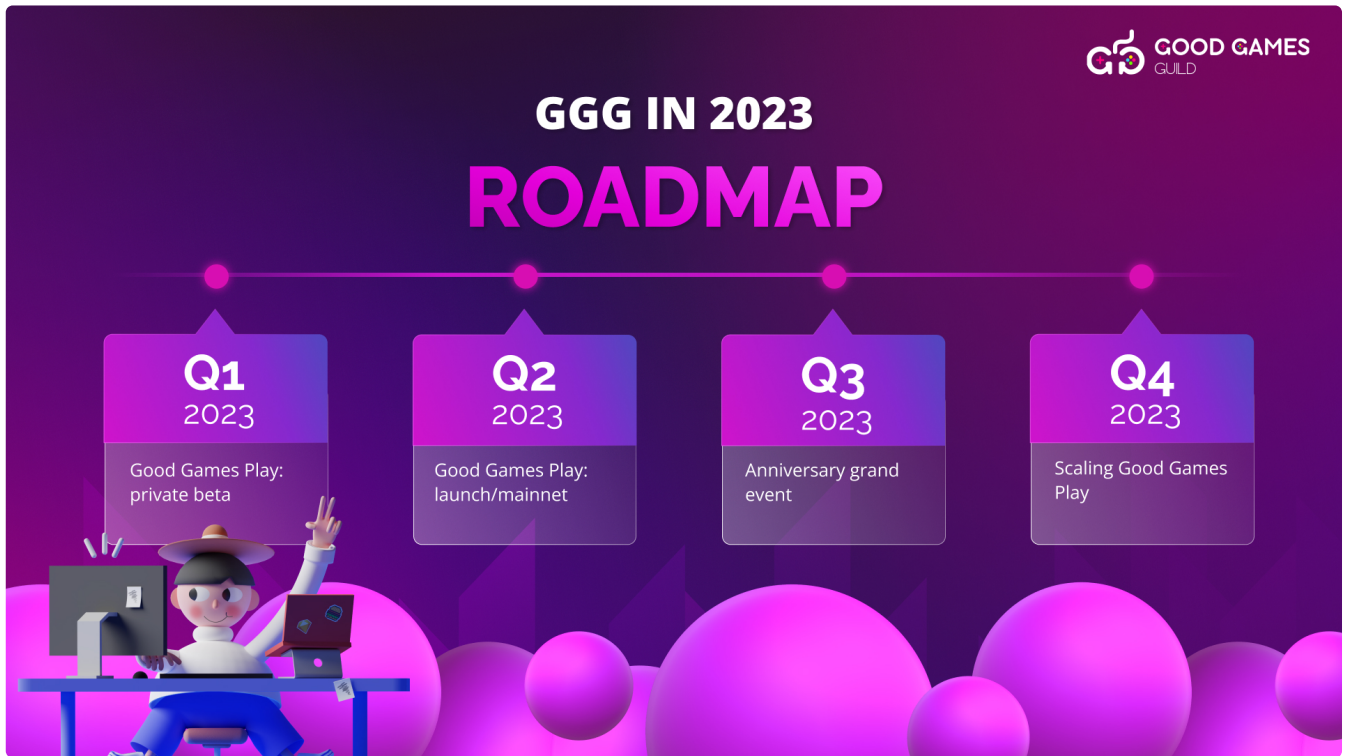 GOOD GAMES
GUILD
GGG IN 2023
ROADMAP
Q1
2023
Good Games Play:
private beta
Q2
2023
Good Games Play:
launch/mainnet
Q3
2023
Anniversary grand
event
Q4
2023
Scaling Good Games
Play